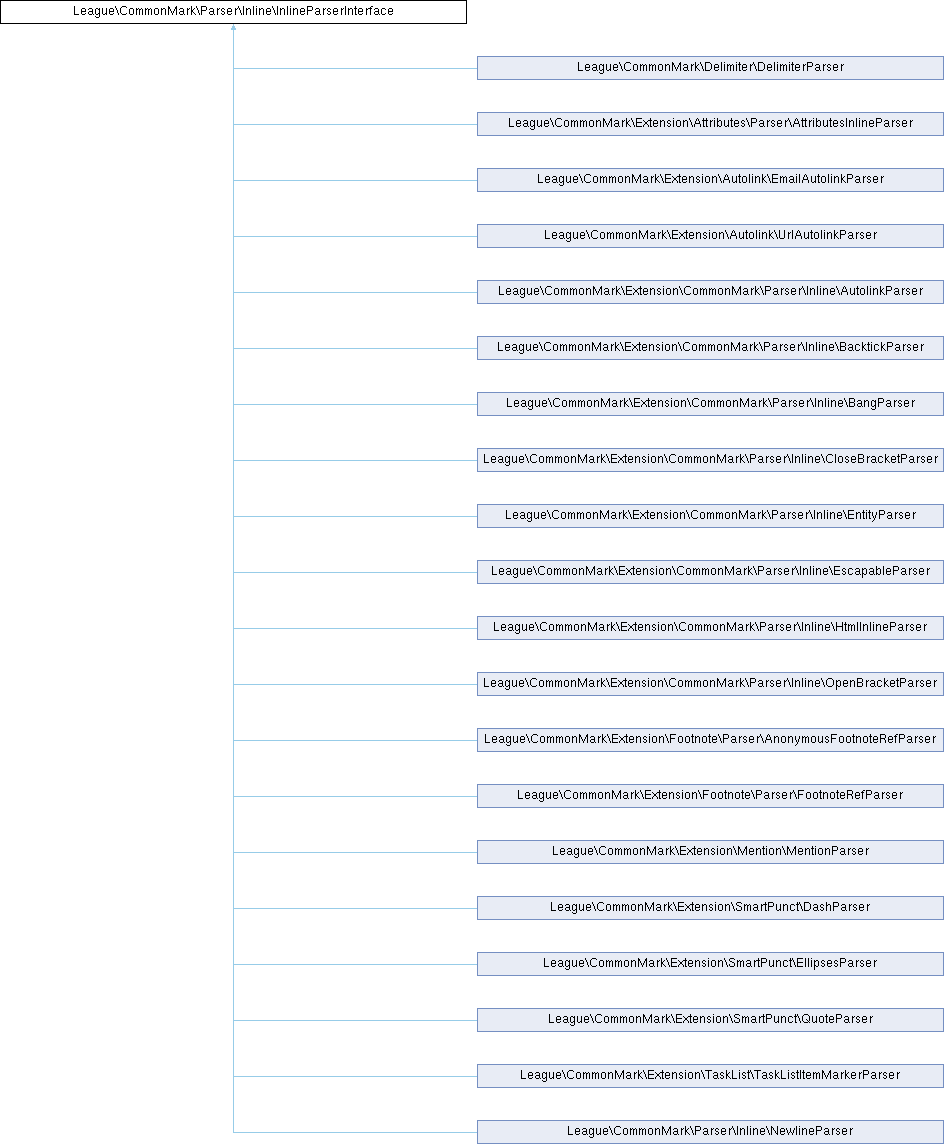 League\CommonMark\Parser\Inline\InlineParserInterface
League\CommonMark\Delimiter\DelimiterParser
League\CommonMark\Extension\Attributes\Parser\AttributesInlineParser
League\CommonMark\Extension\Autolink\EmailAutolinkParser
League\CommonMark\Extension\Autolink\UrlAutolinkParser
League\CommonMark\Extension\CommonMark\Parser\Inline\AutolinkParser
League\CommonMark\Extension\CommonMark\Parser\Inline\BacktickParser
League\CommonMark\Extension\CommonMark\Parser\Inline\BangParser
League\CommonMark\Extension\CommonMark\Parser\Inline\CloseBracketParser
League\CommonMark\Extension\CommonMark\Parser\Inline\EntityParser
League\CommonMark\Extension\CommonMark\Parser\Inline\EscapableParser
League\CommonMark\Extension\CommonMark\Parser\Inline\HtmlInlineParser
League\CommonMark\Extension\CommonMark\Parser\Inline\OpenBracketParser
League\CommonMark\Extension\Footnote\Parser\AnonymousFootnoteRefParser
League\CommonMark\Extension\Footnote\Parser\FootnoteRefParser
League\CommonMark\Extension\Mention\MentionParser
League\CommonMark\Extension\SmartPunct\DashParser
League\CommonMark\Extension\SmartPunct\EllipsesParser
League\CommonMark\Extension\SmartPunct\QuoteParser
League\CommonMark\Extension\TaskList\TaskListItemMarkerParser
League\CommonMark\Parser\Inline\NewlineParser